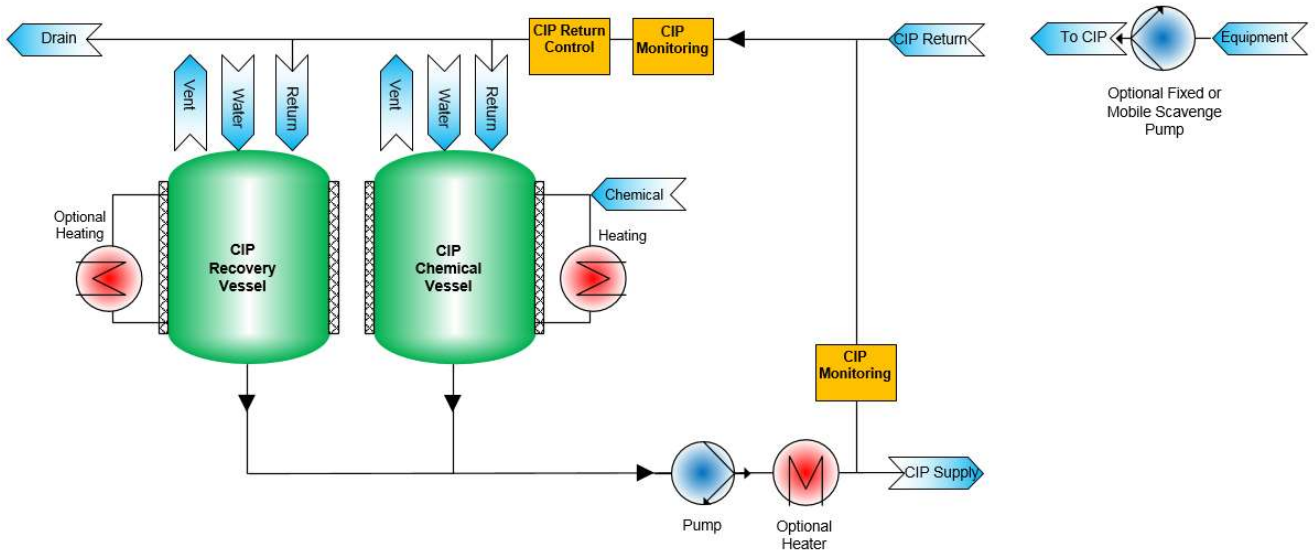 Drain
CIP Return
Control
CIP
Monitoring
CIP Return
To CIP
Equipment
Optional Fixed or
Mobile Scavenge
Pump
Vent
Water
Return
Vent
Water
Return
Optional
Heating
CIP
Recovery
Vessel
CIP
Chemical
Vessel
Chemical
Heating
CIP
Monitoring
CIP Supply
Pump
Optional
Heater